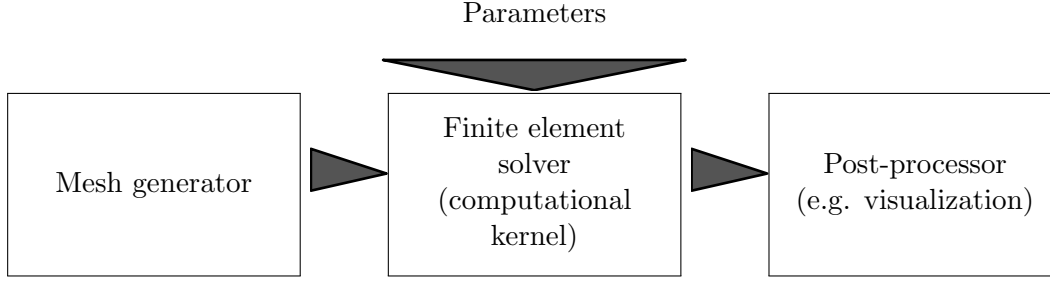 Parameters
Mesh generator
Finite element
solver
(computational
kernel)
Post-processor
(e.g. visualization)